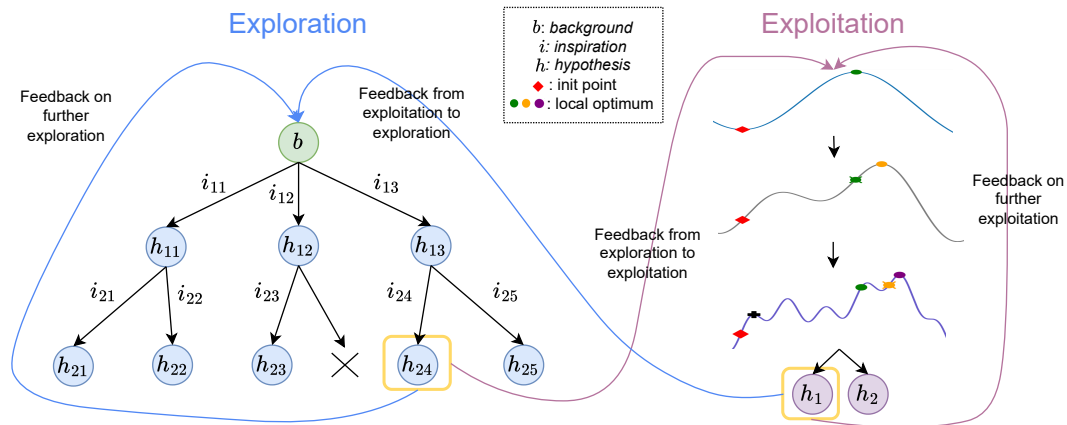 Exploration
Exploitation
b: background
i: inspiration
h: hypothesis
: init point
: local optimum
Feedback on
further
exploration
Feedback from
exploitation to
exploration
b
i₁₁
i₁₂
i₁₃
h₁₁
h₁₂
h₁₃
i₂₁
i₂₂
i₂₃
i₂₄
i₂₅
h₂₁
h₂₂
h₂₃
h₂₄
h₂₅
Feedback from
exploration to
exploitation
Feedback on
further
exploitation
h₁
h₂